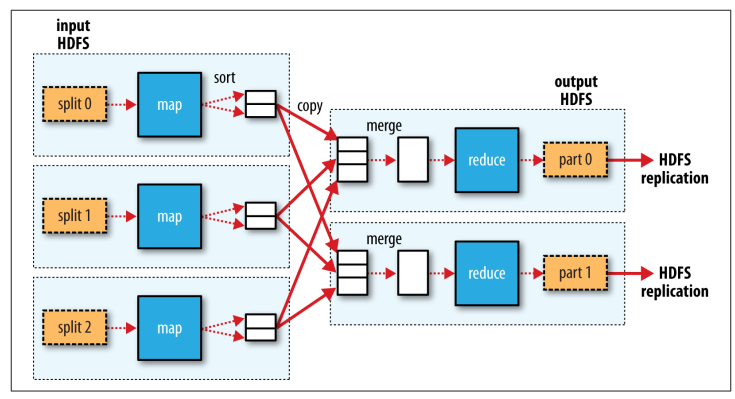 input
HDFS
split 0
map
sort
copy
split 1
map
split 2
map
output
HDFS
merge
reduce
part 0
HDFS
replication
merge
reduce
part 1
HDFS
replication